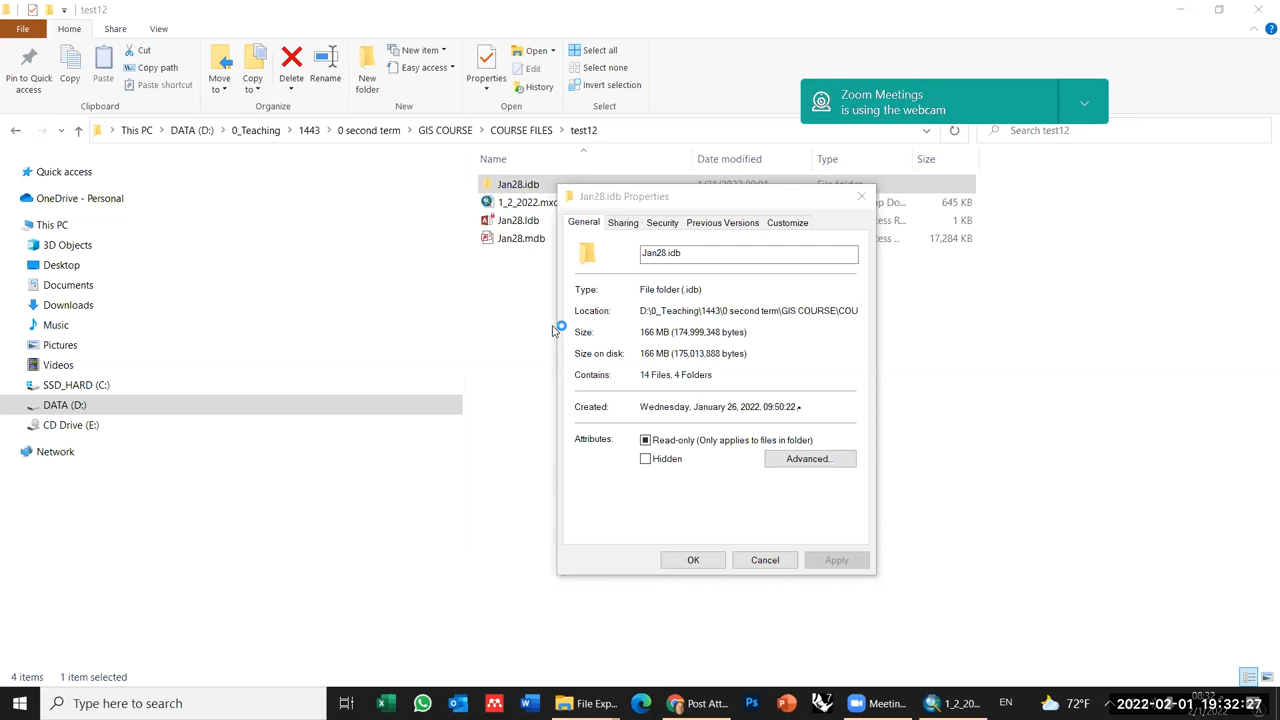 test12
File Home Share View
Pin to Quick access
Copy
Paste
Cut
Copy path
Paste shortcut
Move to
Copy to
Delete
Rename
New folder
New item
Easy access
Properties
Open
Edit
History
Select all
Select none
Invert selection
Clipboard Organize New Open Select
Zoom Meetings
is using the webcam
This PC DATA (D:) 0_Teaching 1443 0 second term GIS COURSE COURSE FILES test12
Search test12
Name Date modified Type Size
Quick access
OneDrive - Personal
This PC
3D Objects
Desktop
Documents
Downloads
Music
Pictures
Videos
SSD_HARD (C:)
DATA (D:)
CD Drive (E:)
Network
Jan28.idb
1_2_2022.mxd 645 KB
Jan28.ldb 1 KB
Jan28.mdb 17,284 KB
Jan28.idb Properties
General Sharing Security Previous Versions Customize
Jan28.idb
Type: File folder (.idb)
Location: D:\0_Teaching\1443\0 second term\GIS COURSE\COU
Size: 166 MB (174,999,348 bytes)
Size on disk: 166 MB (175,013,888 bytes)
Contains: 14 Files, 4 Folders
Created: Wednesday, January 26, 2022, 09:50:22 م
Attributes: Read-only (Only applies to files in folder)
Hidden Advanced...
OK Cancel Apply
4 items 1 item selected
Type here to search
File Exp...
Post Att...
Meetin...
1_2_20...
EN
72°F
2022-02-01 19:32:27